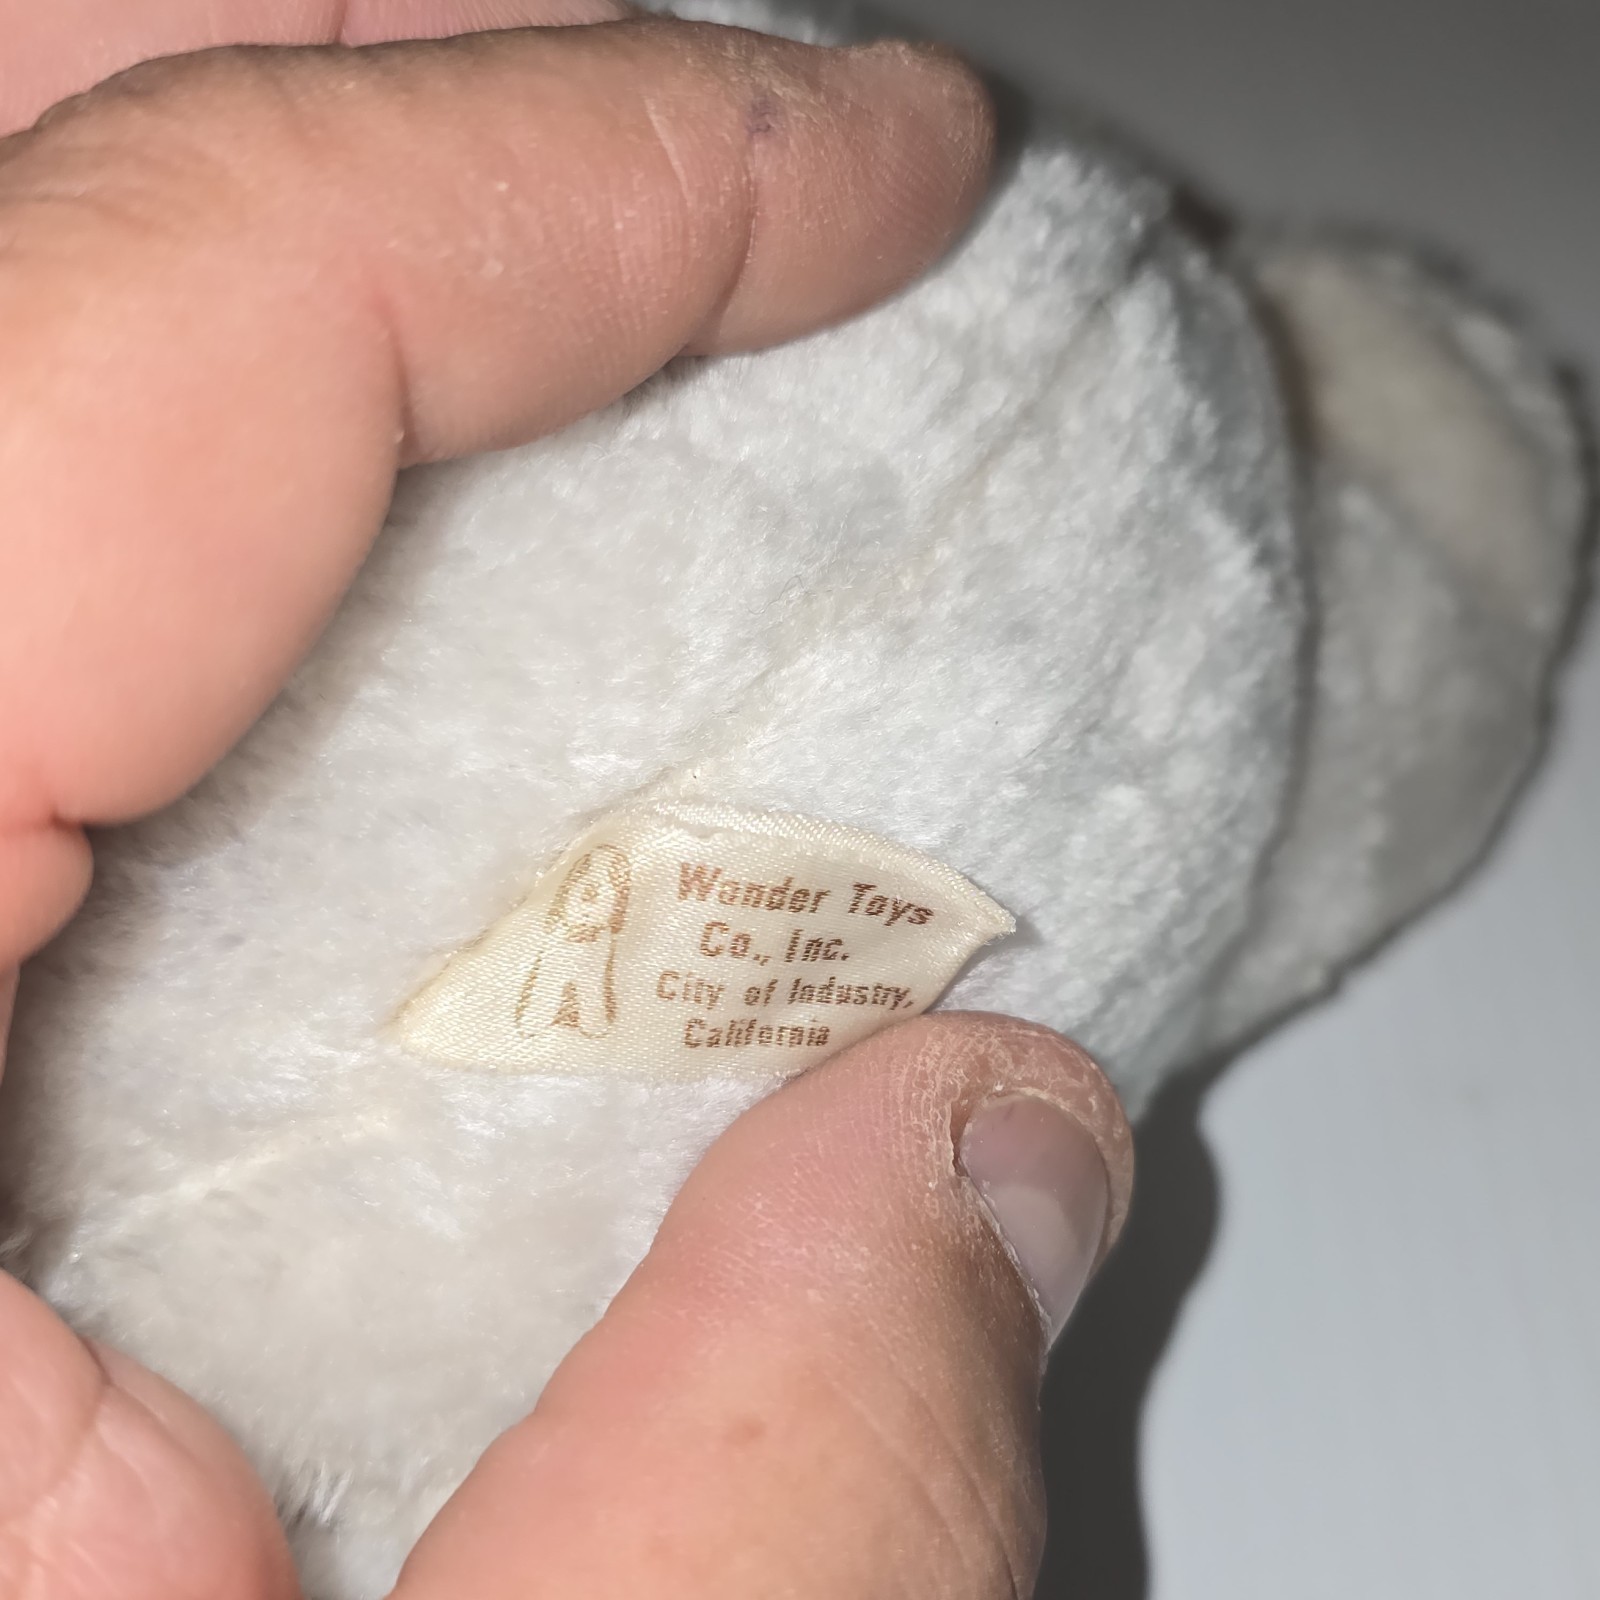 Wonder Toys
Co., Inc.
City of Industry,
California